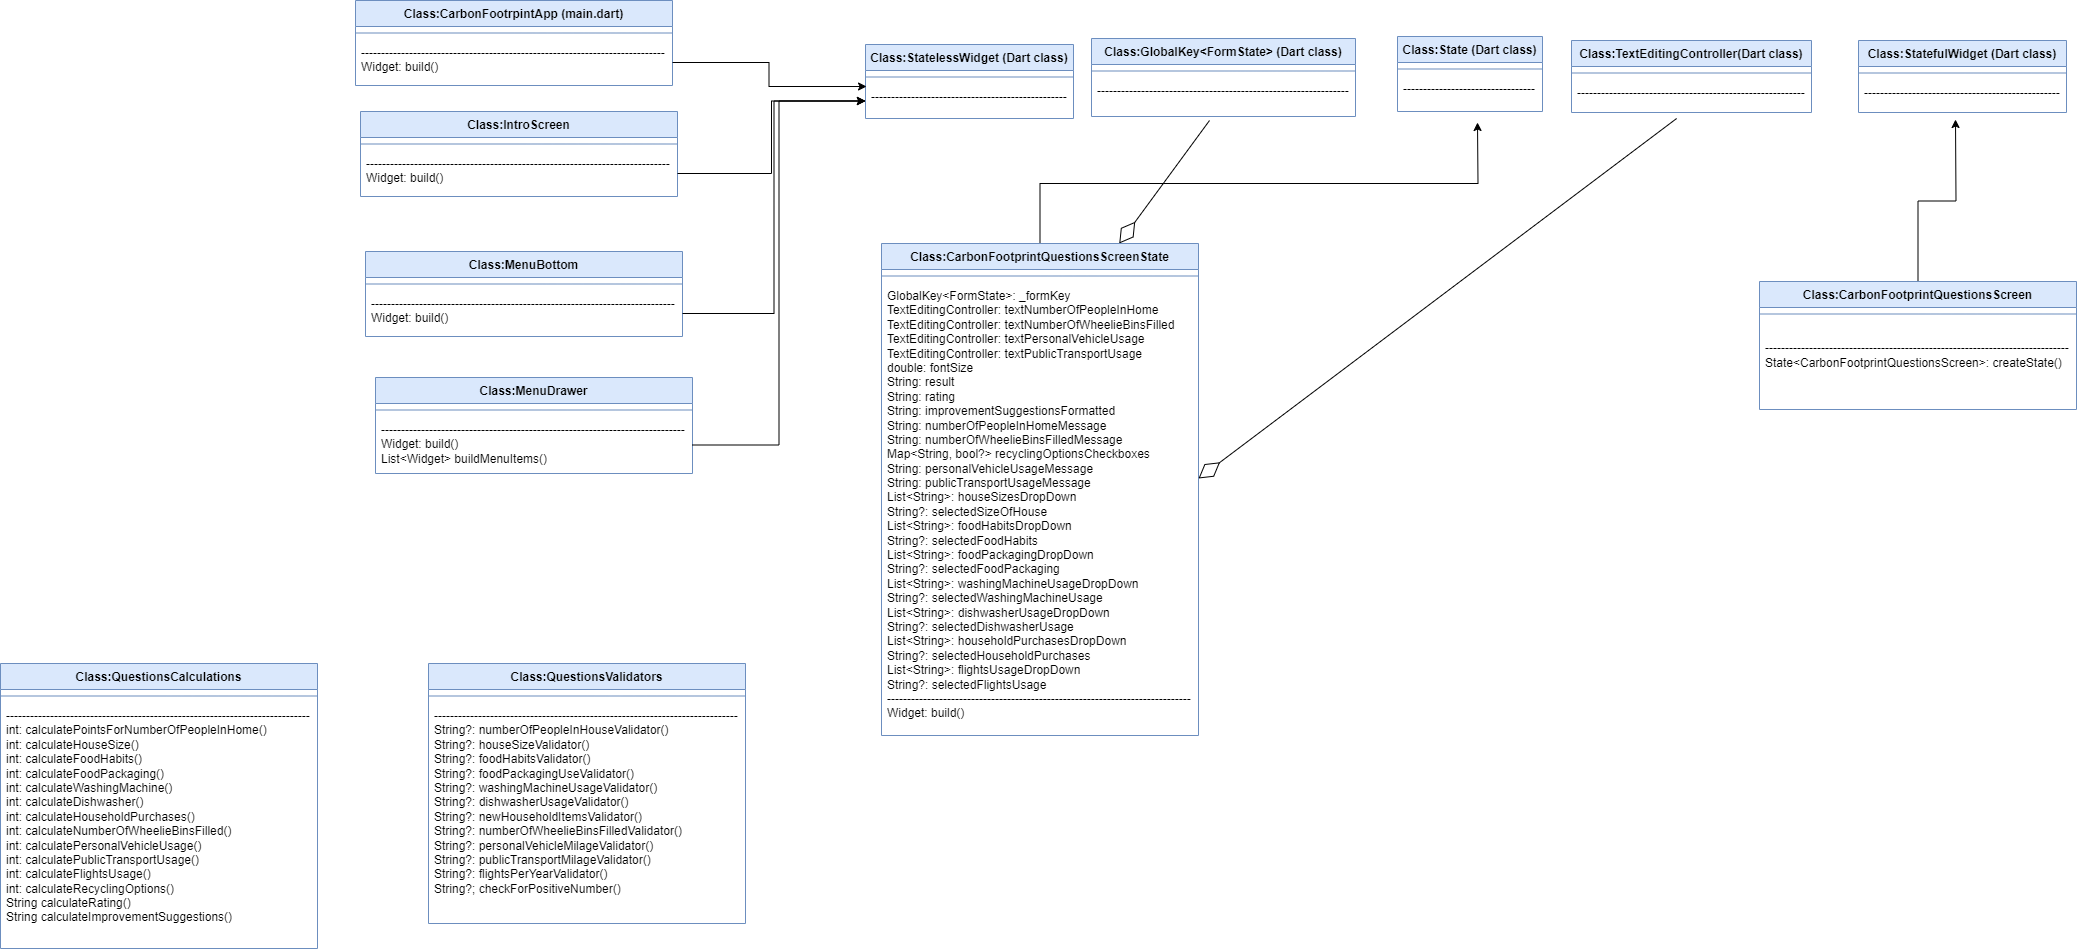 Class:CarbonFootrpintApp (main.dart)
--------------------------------------------------------------------------------
Widget: build()
Class:IntroScreen
--------------------------------------------------------------------------------
Widget: build()
Class:MenuBottom
--------------------------------------------------------------------------------
Widget: build()
Class:MenuDrawer
--------------------------------------------------------------------------------
Widget: build()
List<Widget> buildMenuItems()
Class:StatelessWidget (Dart class)
----------------------------------------------------
Class:GlobalKey<FormState> (Dart class)
------------------------------------------------------------------
Class:State (Dart class)
-----------------------------------
Class:TextEditingController(Dart class)
------------------------------------------------------------
Class:StatefulWidget (Dart class)
----------------------------------------------------
Class:CarbonFootprintQuestionsScreenState
GlobalKey<FormState>: _formKey
TextEditingController: textNumberOfPeopleInHome
TextEditingController: textNumberOfWheelieBinsFilled
TextEditingController: textPersonalVehicleUsage
TextEditingController: textPublicTransportUsage
double: fontSize
String: result
String: rating
String: improvementSuggestionsFormatted
String: numberOfPeopleInHomeMessage
String: numberOfWheelieBinsFilledMessage
Map<String, bool?> recyclingOptionsCheckboxes
String: personalVehicleUsageMessage
String: publicTransportUsageMessage
List<String>: houseSizesDropDown
String?: selectedSizeOfHouse
List<String>: foodHabitsDropDown
String?: selectedFoodHabits
List<String>: foodPackagingDropDown
String?: selectedFoodPackaging
List<String>: washingMachineUsageDropDown
String?: selectedWashingMachineUsage
List<String>: dishwasherUsageDropDown
String?: selectedDishwasherUsage
List<String>: householdPurchasesDropDown
String?: selectedHouseholdPurchases
List<String>: flightsUsageDropDown
String?: selectedFlightsUsage
--------------------------------------------------------------------------------
Widget: build()
Class:CarbonFootprintQuestionsScreen
--------------------------------------------------------------------------------
State<CarbonFootprintQuestionsScreen>: createState()
Class:QuestionsCalculations
--------------------------------------------------------------------------------
int: calculatePointsForNumberOfPeopleInHome()
int: calculateHouseSize()
int: calculateFoodHabits()
int: calculateFoodPackaging()
int: calculateWashingMachine()
int: calculateDishwasher()
int: calculateHouseholdPurchases()
int: calculateNumberOfWheelieBinsFilled()
int: calculatePersonalVehicleUsage()
int: calculatePublicTransportUsage()
int: calculateFlightsUsage()
int: calculateRecyclingOptions()
String calculateRating()
String calculateImprovementSuggestions()
Class:QuestionsValidators
--------------------------------------------------------------------------------
String?: numberOfPeopleInHouseValidator()
String?: houseSizeValidator()
String?: foodHabitsValidator()
String?: foodPackagingUseValidator()
String?: washingMachineUsageValidator()
String?: dishwasherUsageValidator()
String?: newHouseholdItemsValidator()
String?: numberOfWheelieBinsFilledValidator()
String?: personalVehicleMilageValidator()
String?: publicTransportMilageValidator()
String?: flightsPerYearValidator()
String?; checkForPositiveNumber()